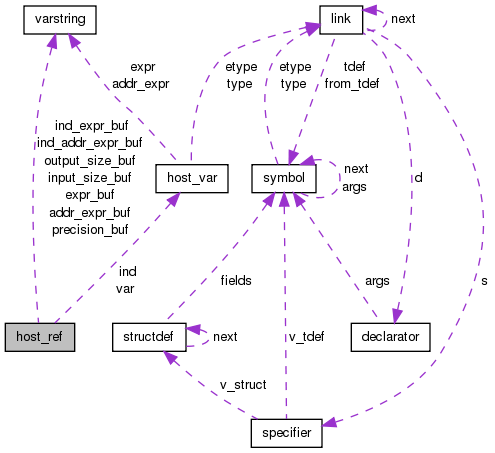 varstring
link
next
expr
addr_expr
etype
type
etype
type
tdef
from_tdef
ind_expr_buf
ind_addr_expr_buf
output_size_buf
input_size_buf
expr_buf
addr_expr_buf
precision_buf
host_var
symbol
next
args
d
ind
var
fields
args
s
host_ref
structdef
next
v_tdef
declarator
v_struct
specifier